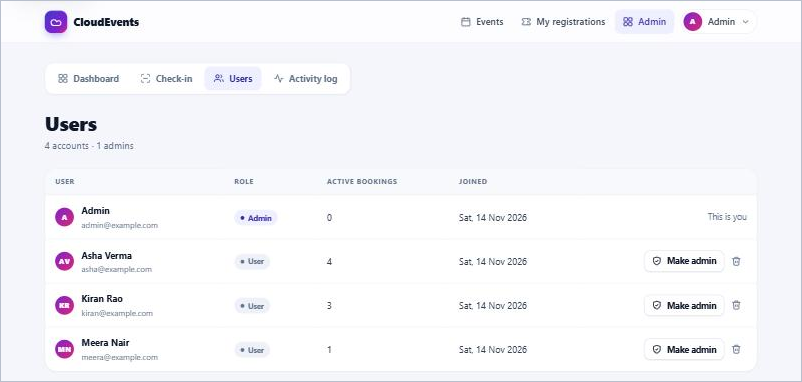 CloudEvents Events My registrations Admin A Admin
Dashboard Check-in Users Activity log
Users
4 accounts · 1 admins
USER ROLE ACTIVE BOOKINGS JOINED
A Admin Admin 0 Sat, 14 Nov 2026 This is you
admin@example.com
AV Asha Verma User 4 Sat, 14 Nov 2026 Make admin
asha@example.com
KR Kiran Rao User 3 Sat, 14 Nov 2026 Make admin
kiran@example.com
MN Meera Nair User 1 Sat, 14 Nov 2026 Make admin
meera@example.com